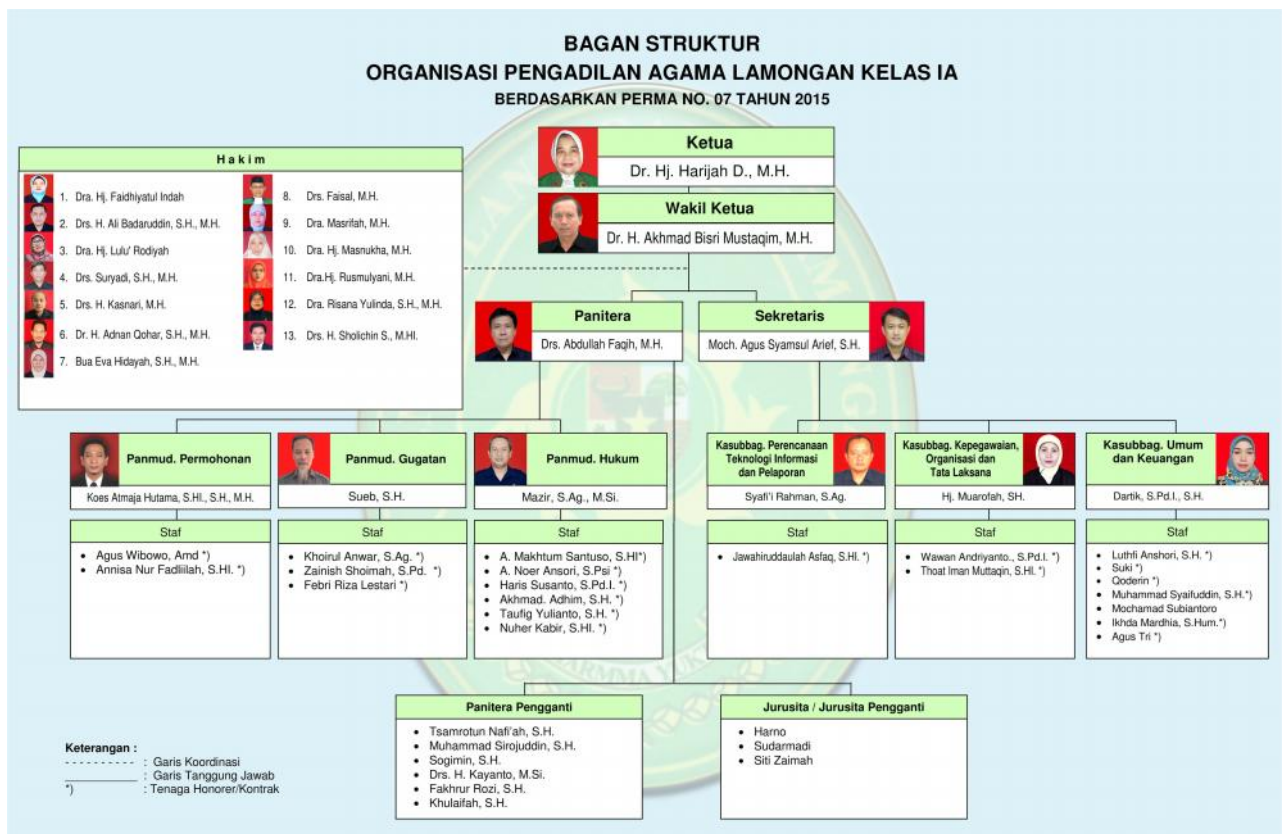 BAGAN STRUKTUR
ORGANISASI PENGADILAN AGAMA LAMONGAN KELAS IA
BERDASARKAN PERMA NO. 07 TAHUN 2015
Ketua
Dr. Hj. Harijah D., M.H.
Wakil Ketua
Dr. H. Akhmad Bisri Mustaqim, M.H.
H a k i m
1. Dra. Hj. Faidhiyatul Indah
2. Drs. H. Ali Badaruddin, S.H., M.H.
3. Dra. Hj. Lulu' Rodiyah
4. Drs. Suryadi, S.H., M.H.
5. Drs. H. Kasnari, M.H.
6. Dr. H. Adnan Qohar, S.H., M.H.
7. Bua Eva Hidayah, S.H., M.H.
8. Drs. Faisal, M.H.
9. Dra. Masrifah, M.H.
10. Dra. Hj. Masnukha, M.H.
11. Dra.Hj. Rusmulyani, M.H.
12. Dra. Risana Yulinda, S.H., M.H.
13. Drs. H. Sholichin S., MHI.
Panitera
Drs. Abdullah Faqih, M.H.
Sekretaris
Moch. Agus Syamsul Arief, S.H.
Panmud. Permohonan
Koes Atmaja Hutama, S.HI., S.H., M.H.
Staf
• Agus Wibowo, Amd *)
• Annisa Nur Fadliilah, S.HI. *)
Panmud. Gugatan
Sueb, S.H.
Staf
• Khoirul Anwar, S.Ag. *)
• Zainish Shoimah, S.Pd. *)
• Febri Riza Lestari *)
Panmud. Hukum
Mazir, S.Ag., M.Si.
Staf
• A. Makhtum Santuso, S.HI*)
• A. Noer Ansori, S.Psi *)
• Haris Susanto, S.Pd.I. *)
• Akhmad. Adhim, S.H. *)
• Taufig Yulianto, S.H. *)
• Nuher Kabir, S.HI. *)
Kasubbag. Perencanaan
Teknologi Informasi
dan Pelaporan
Syafi'i Rahman, S.Ag.
Staf
• Jawahiruddaulah Asfaq, S.HI. *)
Kasubbag. Kepegawaian,
Organisasi dan
Tata Laksana
Hj. Muarofah, SH.
Staf
• Wawan Andriyanto., S.Pd.I. *)
• Thoat Iman Muttaqin, S.HI. *)
Kasubbag. Umum
dan Keuangan
Dartik, S.Pd.I., S.H.
Staf
• Luthfi Anshori, S.H. *)
• Suki *)
• Qoderin *)
• Muhammad Syaifuddin, S.H.*)
• Mochamad Subiantoro
• Ikhda Mardhia, S.Hum.*)
• Agus Tri *)
Panitera Pengganti
• Tsamrotun Nafi'ah, S.H.
• Muhammad Sirojuddin, S.H.
• Sogimin, S.H.
• Drs. H. Kayanto, M.Si.
• Fakhrur Rozi, S.H.
• Khulaifah, S.H.
Jurusita / Jurusita Pengganti
• Harno
• Sudarmadi
• Siti Zaimah
Keterangan :
- - - - - - - - - - : Garis Koordinasi
___________ : Garis Tanggung Jawab
*) : Tenaga Honorer/Kontrak